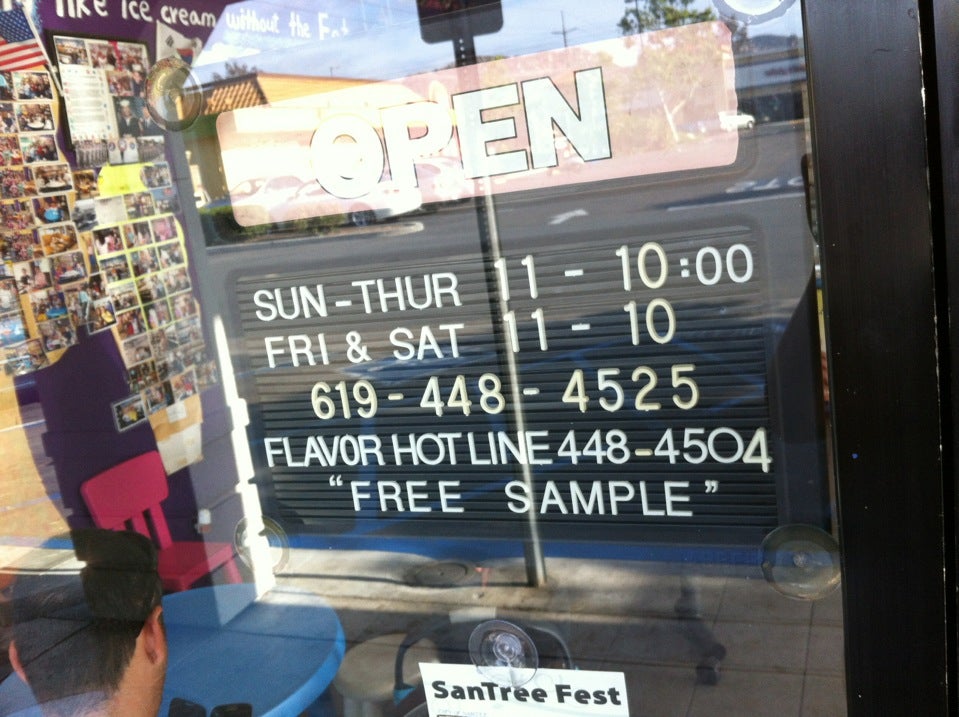 like Ice cream without the Fat
OPEN
SUN-THUR 11 - 10:00
FRI & SAT 11 - 10
619-448-4525
FLAVOR HOT LINE 448-4504
"FREE SAMPLE"
SanTree Fest